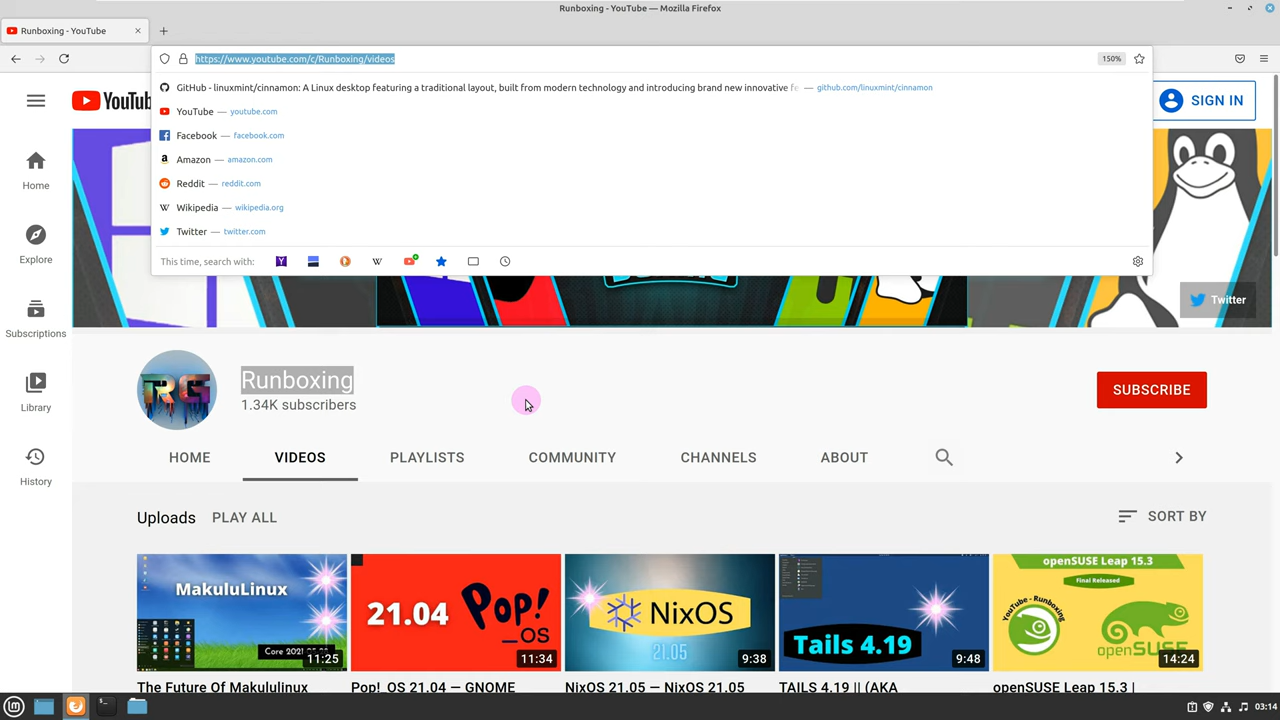 Runboxing - YouTube — Mozilla Firefox
Runboxing - YouTube
https://www.youtube.com/c/Runboxing/videos
150%
GitHub - linuxmint/cinnamon: A Linux desktop featuring a traditional layout, built from modern technology and introducing brand new innovative fe — github.com/linuxmint/cinnamon
YouTube — youtube.com
Facebook — facebook.com
Amazon — amazon.com
Reddit — reddit.com
Wikipedia — wikipedia.org
Twitter — twitter.com
This time, search with:
YouTub
SIGN IN
Home
Explore
Subscriptions
Library
History
Twitter
RG
Runboxing
1.34K subscribers
SUBSCRIBE
HOME VIDEOS PLAYLISTS COMMUNITY CHANNELS ABOUT
Uploads PLAY ALL
SORT BY
MakuluLinux
11:25
21.04 Pop!_OS
11:34
NixOS
21.05
9:38
Tails 4.19
9:48
openSUSE Leap 15.3
Final Released
YouTube - Runboxing
openSUSE
14:24
The Future Of Makululinux
Pop!_OS 21.04 — GNOME
NixOS 21.05 — NixOS 21.05
TAILS 4.19 || (AKA
openSUSE Leap 15.3 |
03:14